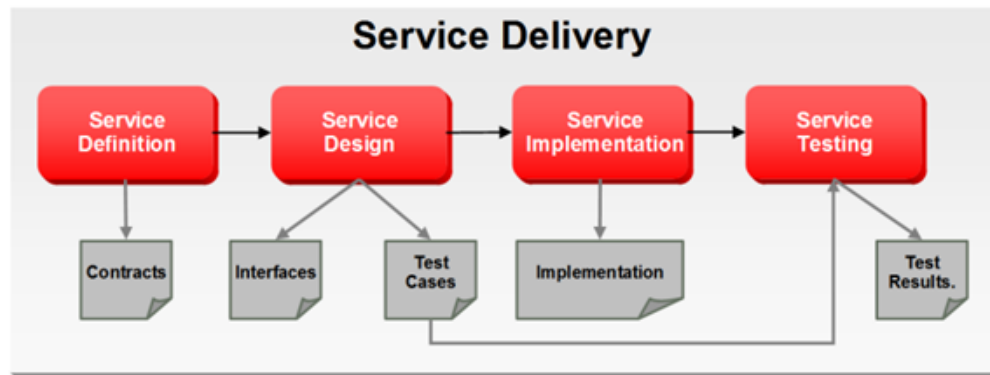 Service Delivery
Service
Definition
Service
Design
Service
Implementation
Service
Testing
Contracts
Interfaces
Test
Cases
Implementation
Test
Results.